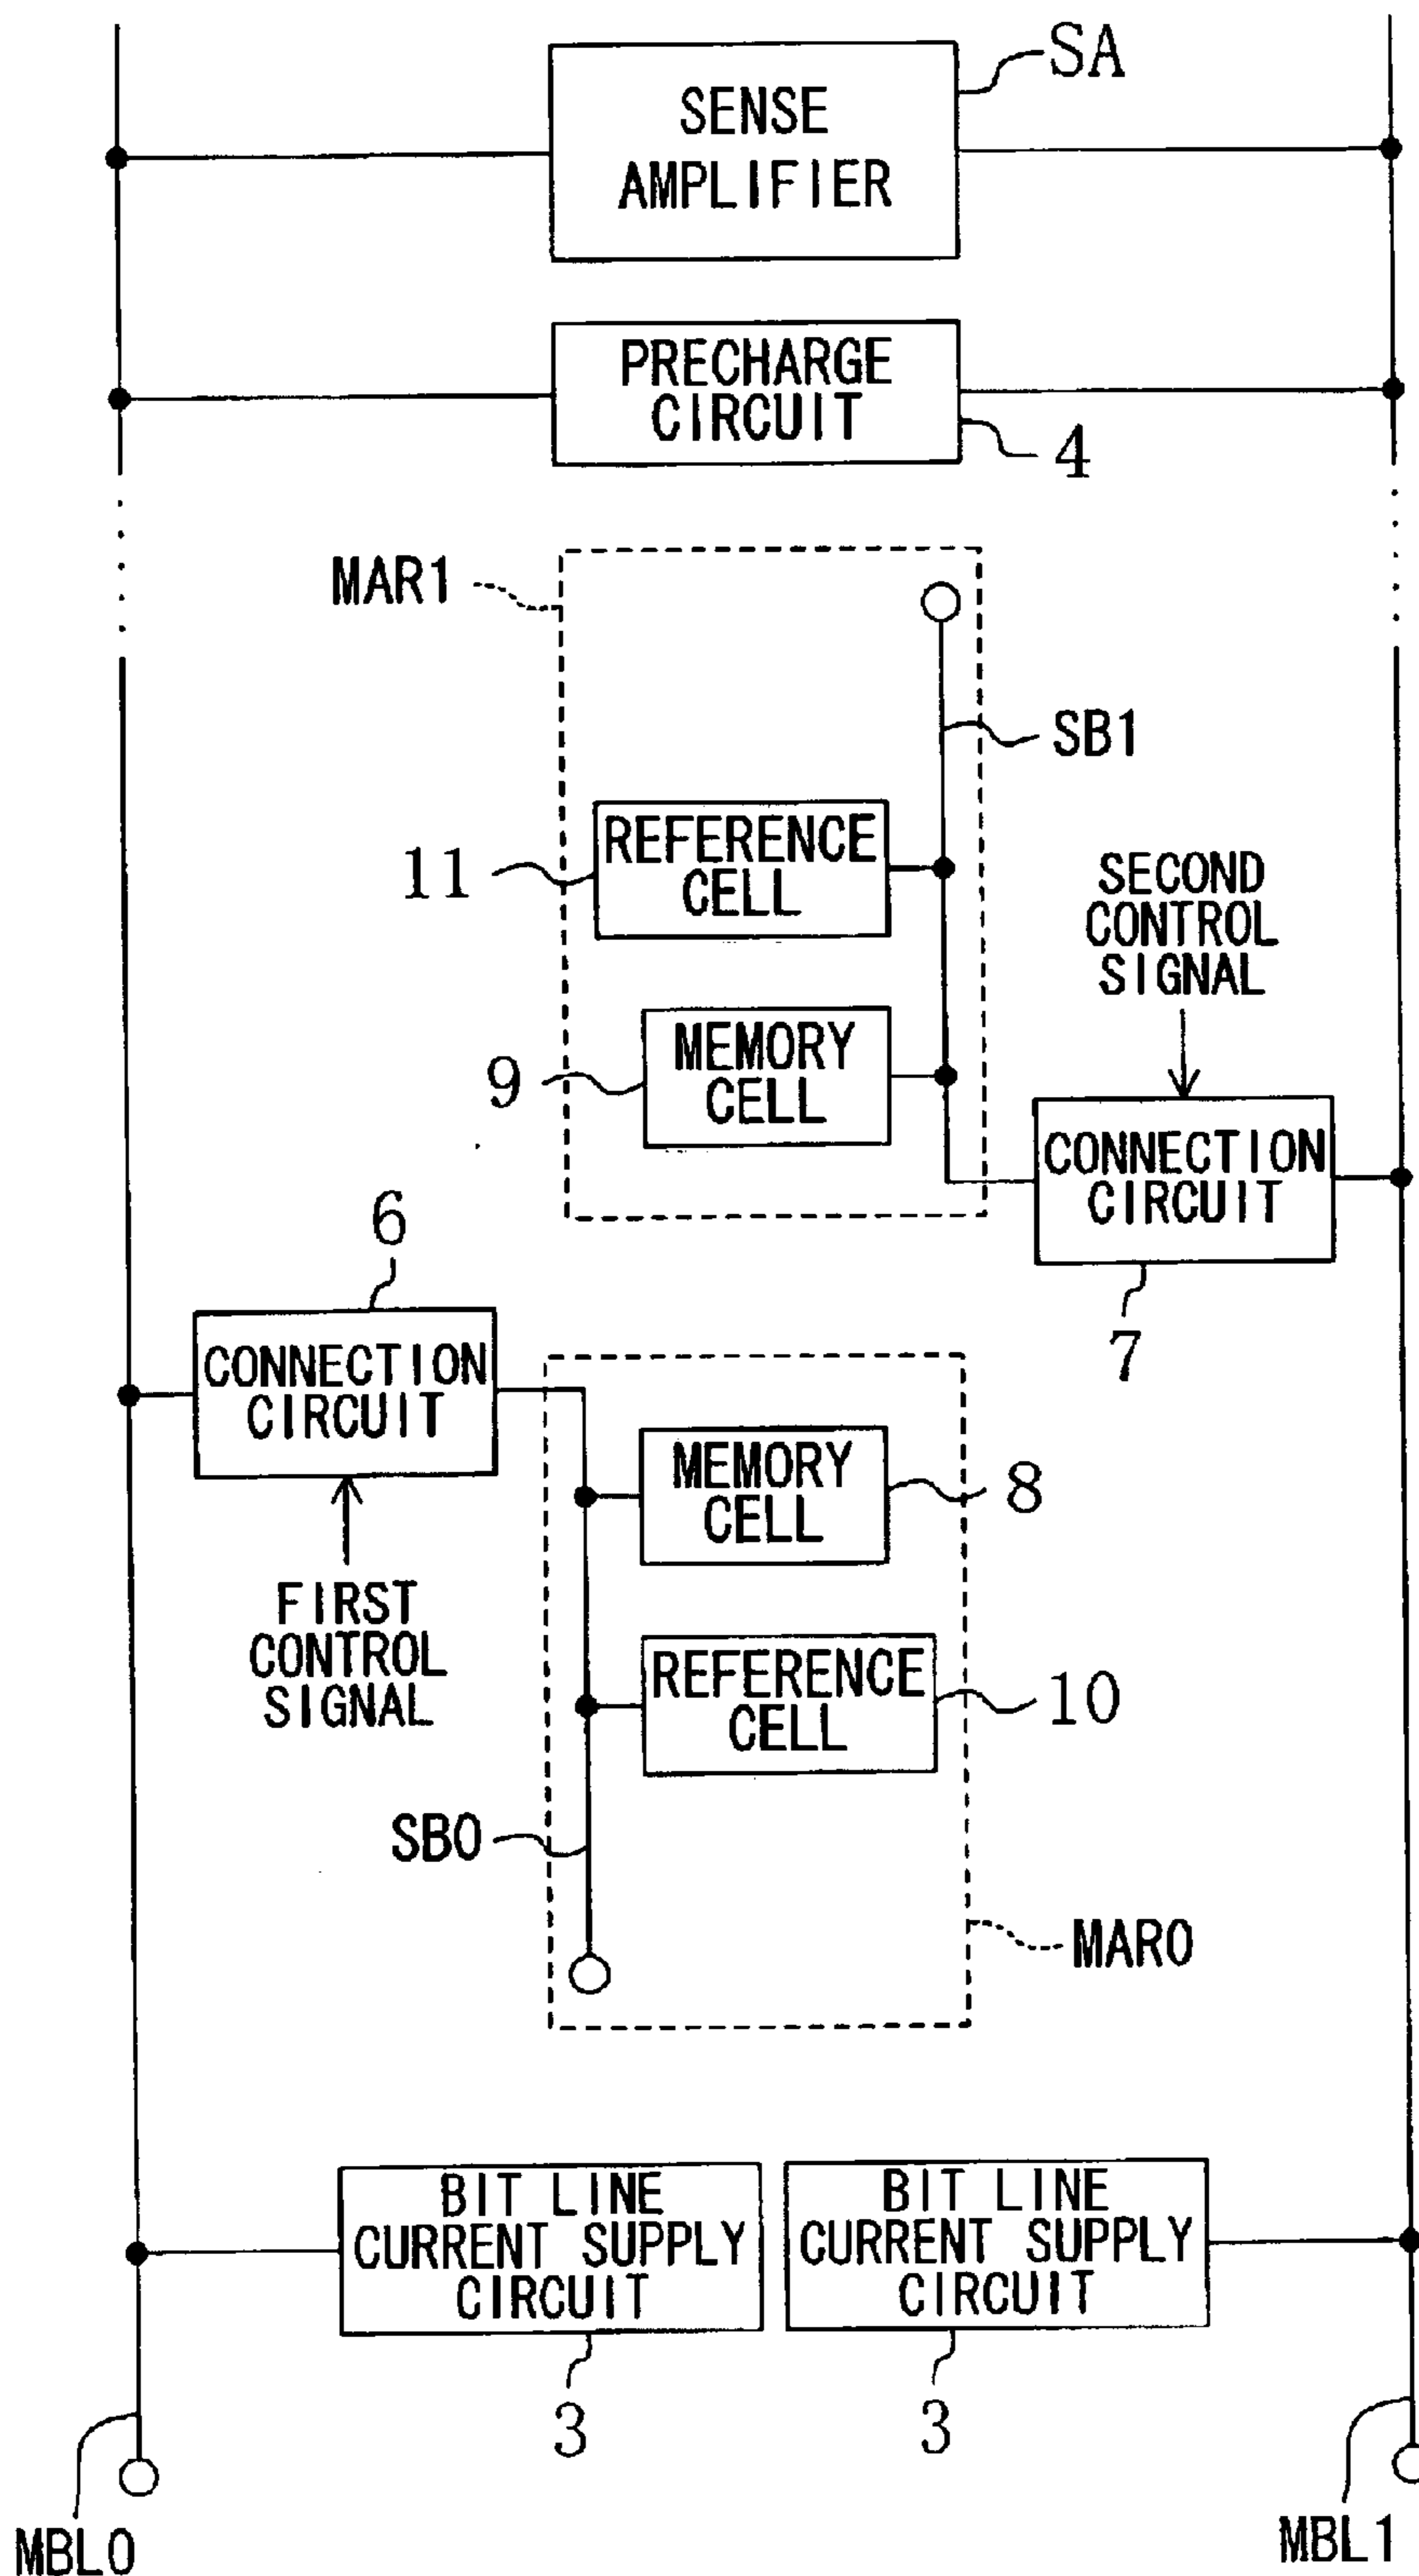 SA
SENSE
AMPLIFIER
PRECHARGE
CIRCUIT
4
MAR1
SB1
REFERENCE
CELL
11
SECOND
CONTROL
SIGNAL
MEMORY
CELL
9
CONNECTION
CIRCUIT
7
6
CONNECTION
CIRCUIT
FIRST
CONTROL
SIGNAL
MEMORY
CELL
8
REFERENCE
CELL
10
SB0
MAR0
BIT LINE
CURRENT SUPPLY
CIRCUIT
BIT LINE
CURRENT SUPPLY
CIRCUIT
3
3
MBL0
MBL1